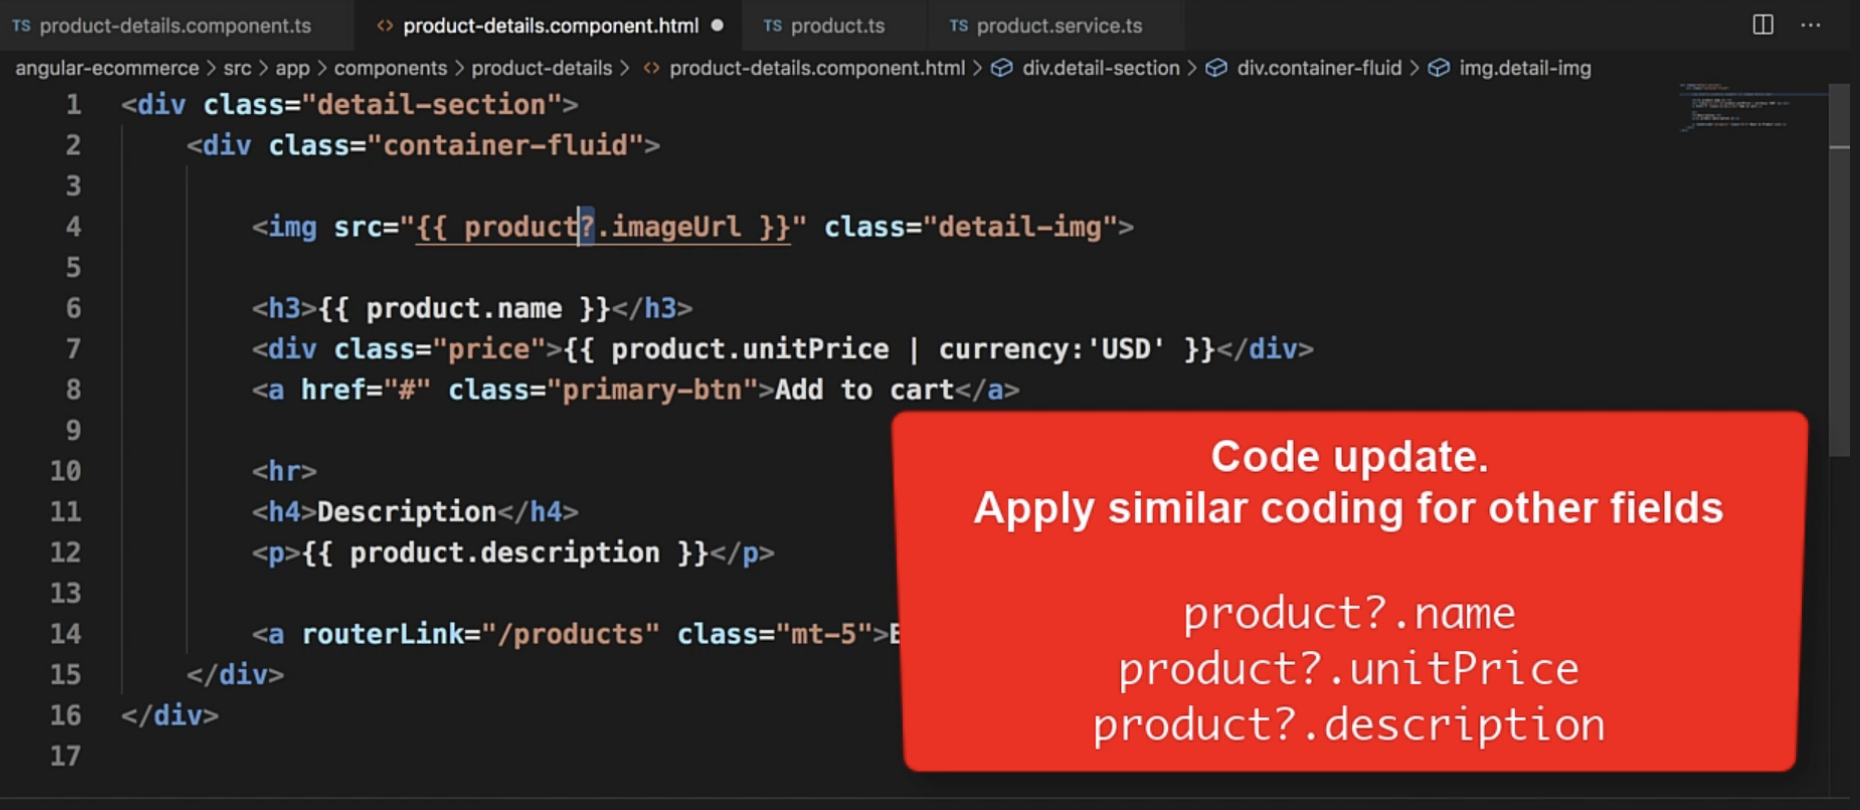 TS product-details.component.ts
<> product-details.component.html ●
TS product.ts
TS product.service.ts
angular-ecommerce > src > app > components > product-details > <> product-details.component.html > div.detail-section > div.container-fluid > img.detail-img
1 <div class="detail-section">
2 <div class="container-fluid">
3
4 <img src="{{ product?.imageUrl }}" class="detail-img">
5
6 <h3>{{ product.name }}</h3>
7 <div class="price">{{ product.unitPrice | currency:'USD' }}</div>
8 <a href="#" class="primary-btn">Add to cart</a>
9
10 <hr>
11 <h4>Description</h4>
12 <p>{{ product.description }}</p>
13
14 <a routerLink="/products" class="mt-5">
15 </div>
16 </div>
17
Code update.
Apply similar coding for other fields
product?.name
product?.unitPrice
product?.description